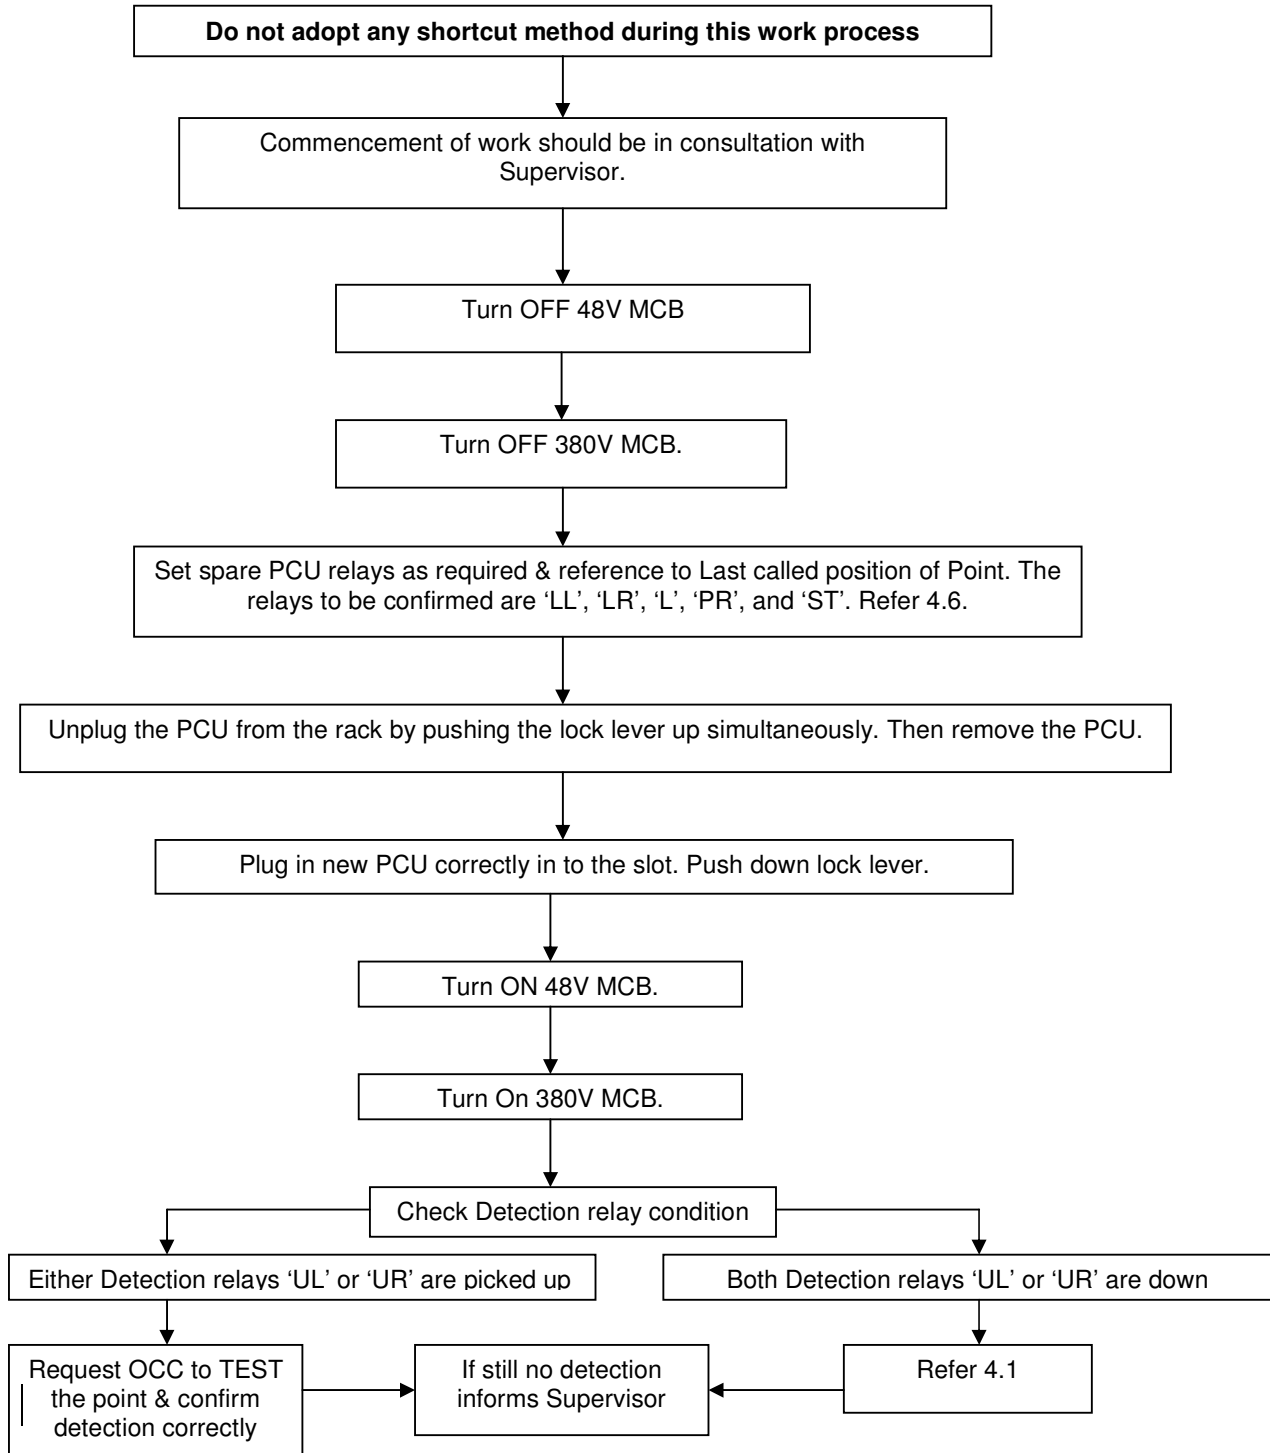 Do not adopt any shortcut method during this work process
Commencement of work should be in consultation with
Supervisor.
Turn OFF 48V MCB
Turn OFF 380V MCB.
Set spare PCU relays as required & reference to Last called position of Point. The
relays to be confirmed are ‘LL’, ‘LR’, ‘L’, ‘PR’, and ‘ST’. Refer 4.6.
Unplug the PCU from the rack by pushing the lock lever up simultaneously. Then remove the PCU.
Plug in new PCU correctly in to the slot. Push down lock lever.
Turn ON 48V MCB.
Turn On 380V MCB.
Check Detection relay condition
Either Detection relays ‘UL’ or ‘UR’ are picked up
Both Detection relays ‘UL’ or ‘UR’ are down
Request OCC to TEST
the point & confirm
detection correctly
If still no detection
informs Supervisor
Refer 4.1